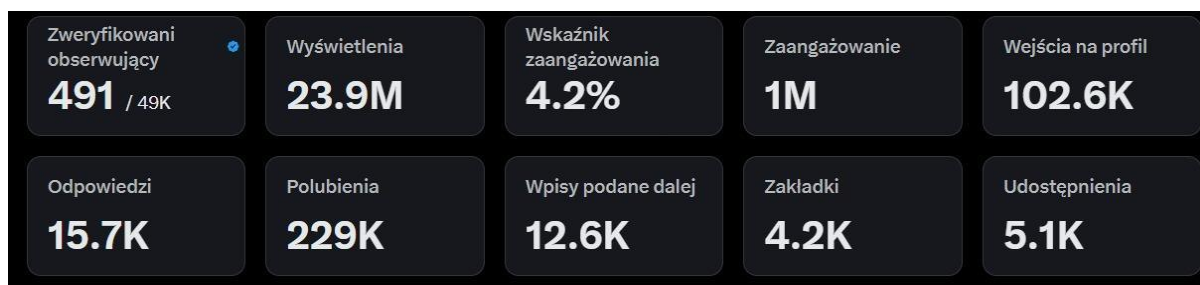 Zweryfikowani
obserwujący
491 / 49K
Wyświetlenia
23.9M
Wskaźnik
zaangażowania
4.2%
Zaangażowanie
1M
Wejścia na profil
102.6K
Odpowiedzi
15.7K
Polubienia
229K
Wpisy podane dalej
12.6K
Zakładki
4.2K
Udostępnienia
5.1K